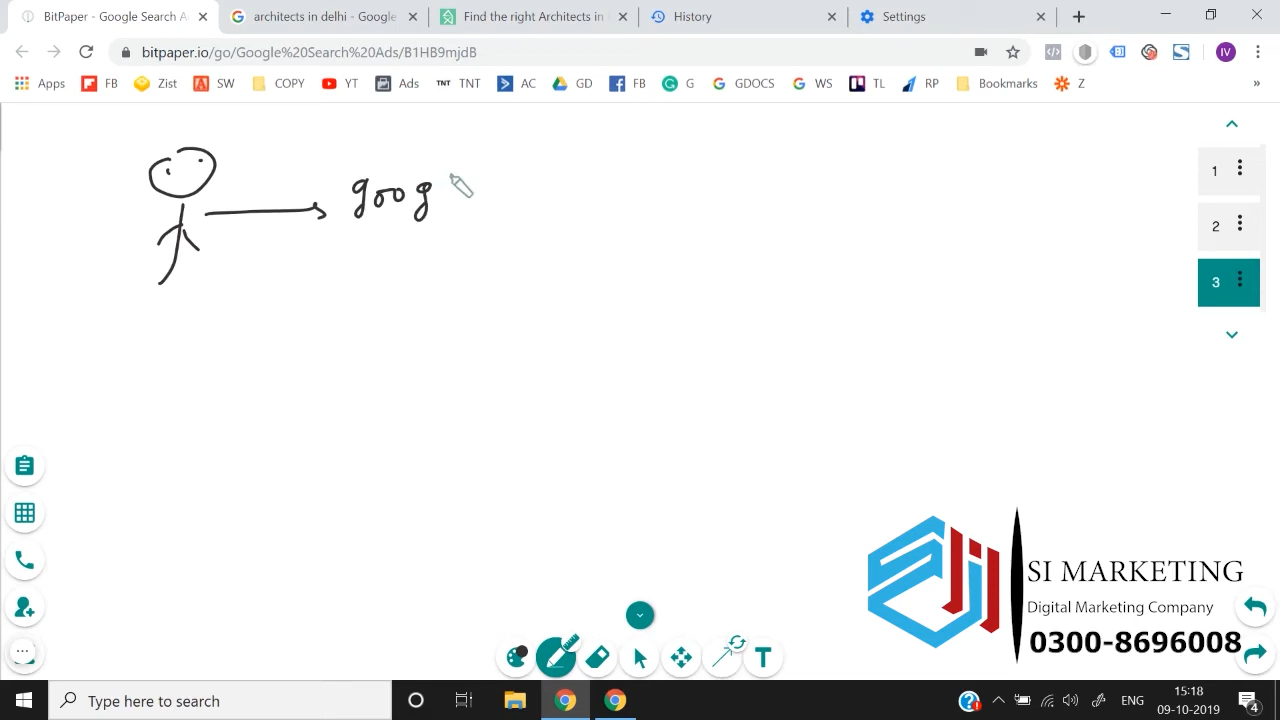 BitPaper - Google Search A
architects in delhi - Google
Find the right Architects in
History
Settings
bitpaper.io/go/Google%20Search%20Ads/B1HB9mjdB
IV
Apps
FB
Zist
SW
COPY
YT
Ads
TNT TNT
AC
GD
FB
G
GDOCS
WS
TL
RP
Bookmarks
Z
»
goog
1
2
3
T
SI MARKETING
Digital Marketing Company
0300-8696008
Type here to search
ENG
15:18
09-10-2019
4